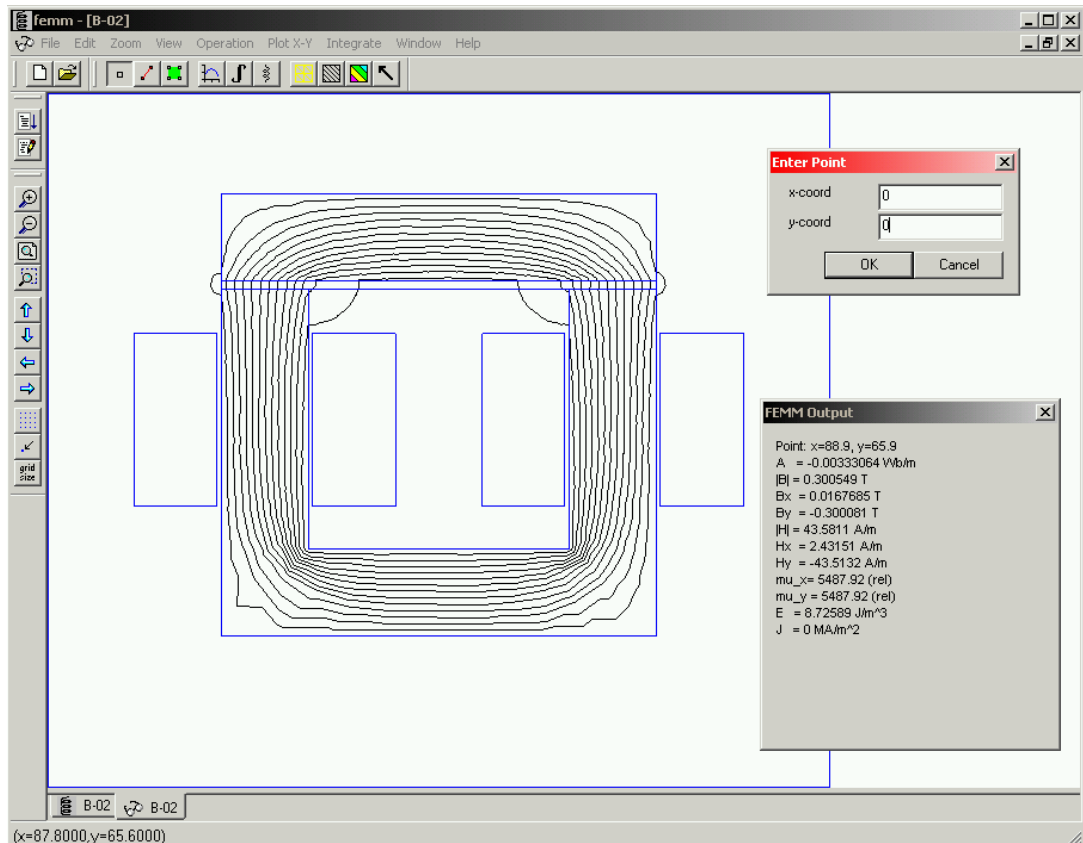 femm - [B-02]
File Edit Zoom View Operation Plot X-Y Integrate Window Help
Enter Point
x-coord 0
y-coord 0
OK Cancel
FEMM Output
Point: x=88.9, y=65.9
A = -0.00333064 Wb/m
|B| = 0.300549 T
Bx = 0.0167685 T
By = -0.300081 T
|H| = 43.5811 A/m
Hx = 2.43151 A/m
Hy = -43.5132 A/m
mu_x= 5487.92 (rel)
mu_y= 5487.92 (rel)
E = 8.72589 J/m^3
J = 0 MA/m^2
grid
size
B-02 B-02
(x=87.8000,y=65.6000)